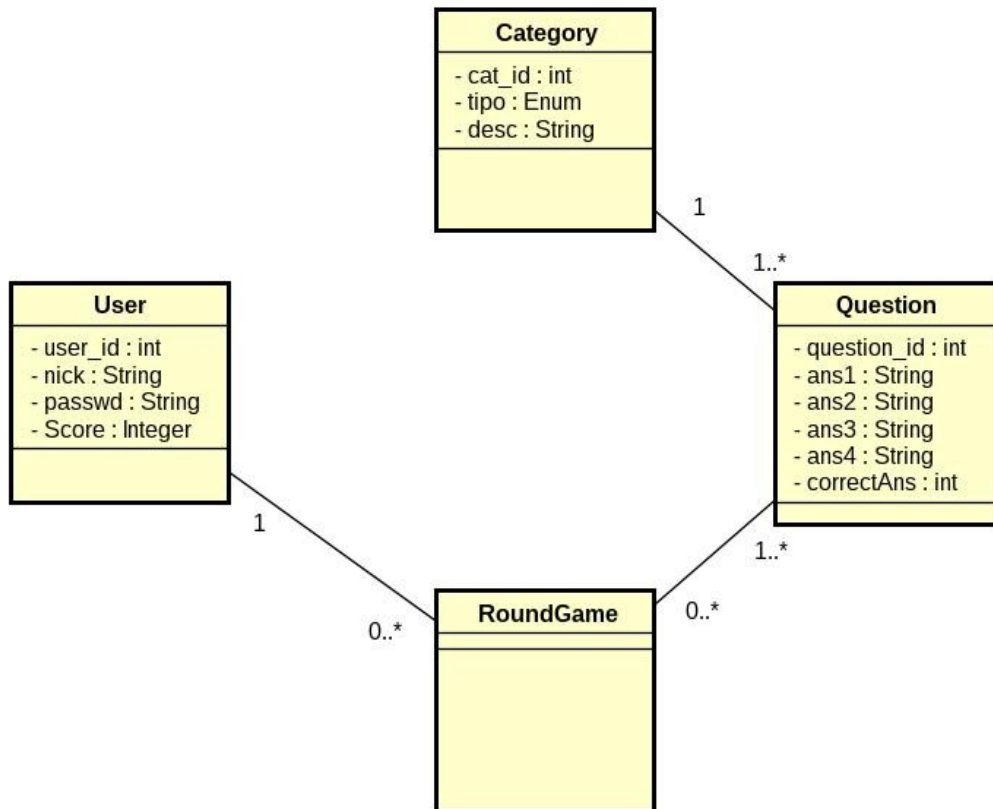 Category
- cat_id : int
- tipo : Enum
- desc : String
1
1..*
User
- user_id : int
- nick : String
- passwd : String
- Score : Integer
Question
- question_id : int
- ans1 : String
- ans2 : String
- ans3 : String
- ans4 : String
- correctAns : int
1
0..*
1..*
0..*
RoundGame